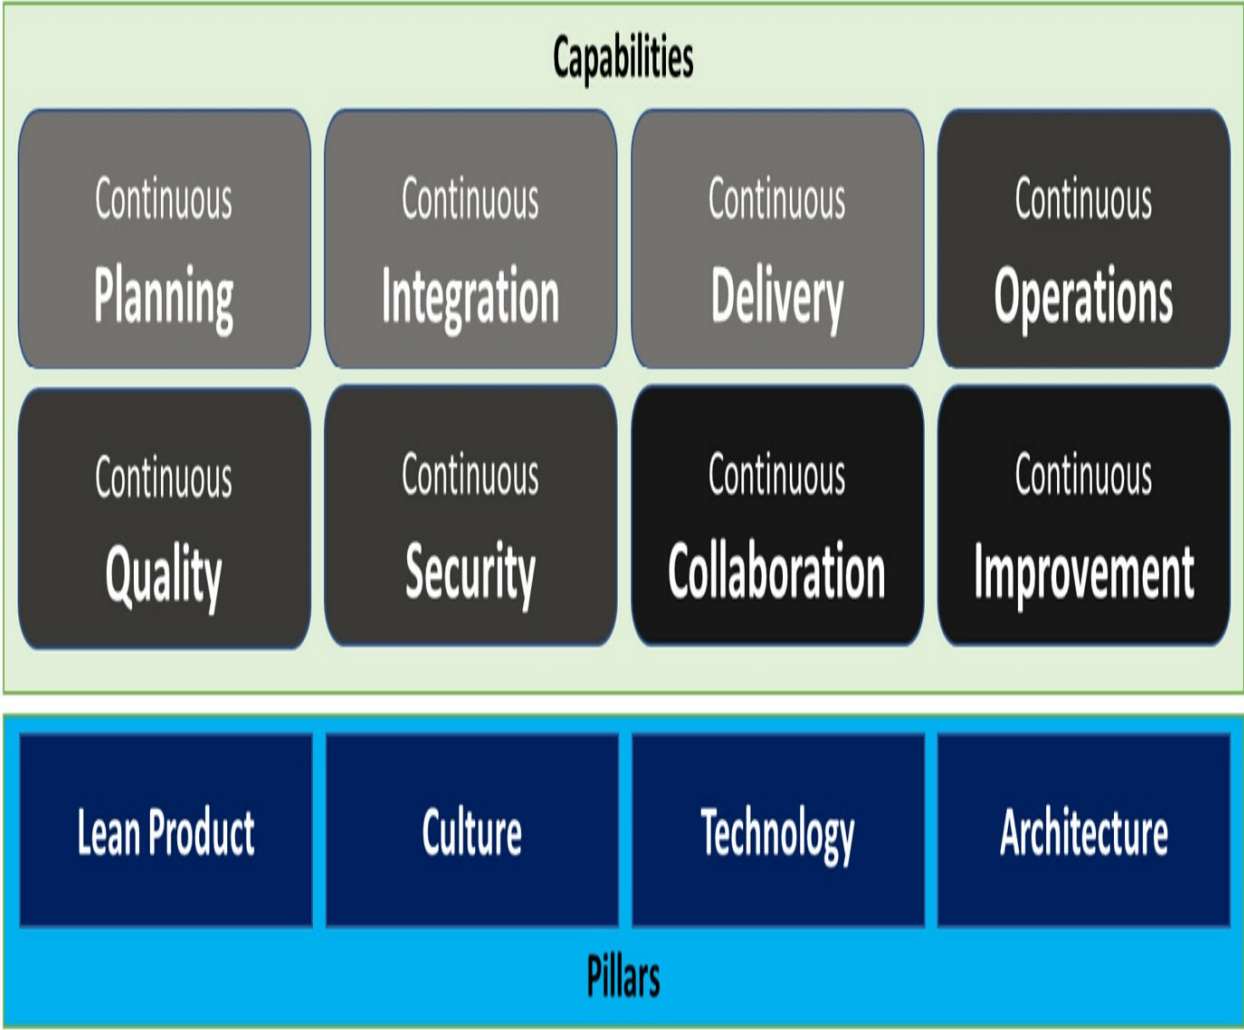 Capabilities
Continuous
Planning
Continuous
Integration
Continuous
Delivery
Continuous
Operations
Continuous
Quality
Continuous
Security
Continuous
Collaboration
Continuous
Improvement
Lean Product
Culture
Technology
Architecture
Pillars